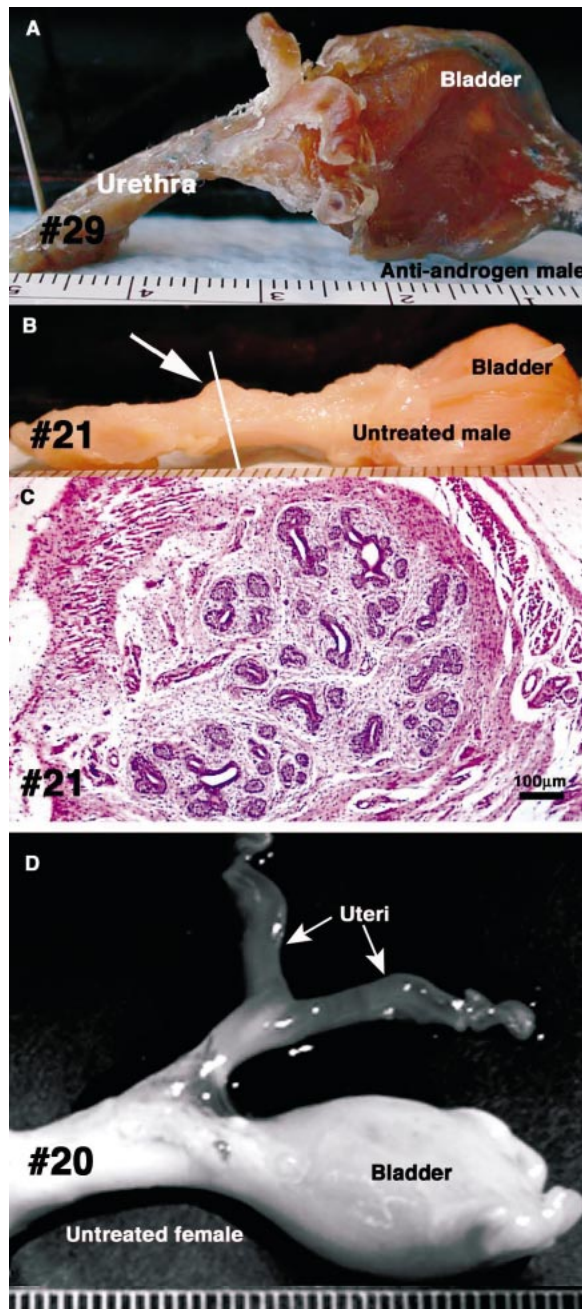 A
Bladder
Urethra
#29
Anti-androgen male
5 4 3 2 1
B
Bladder
#21
Untreated male
C
#21
100µm
D
Uteri
#20
Bladder
Untreated female